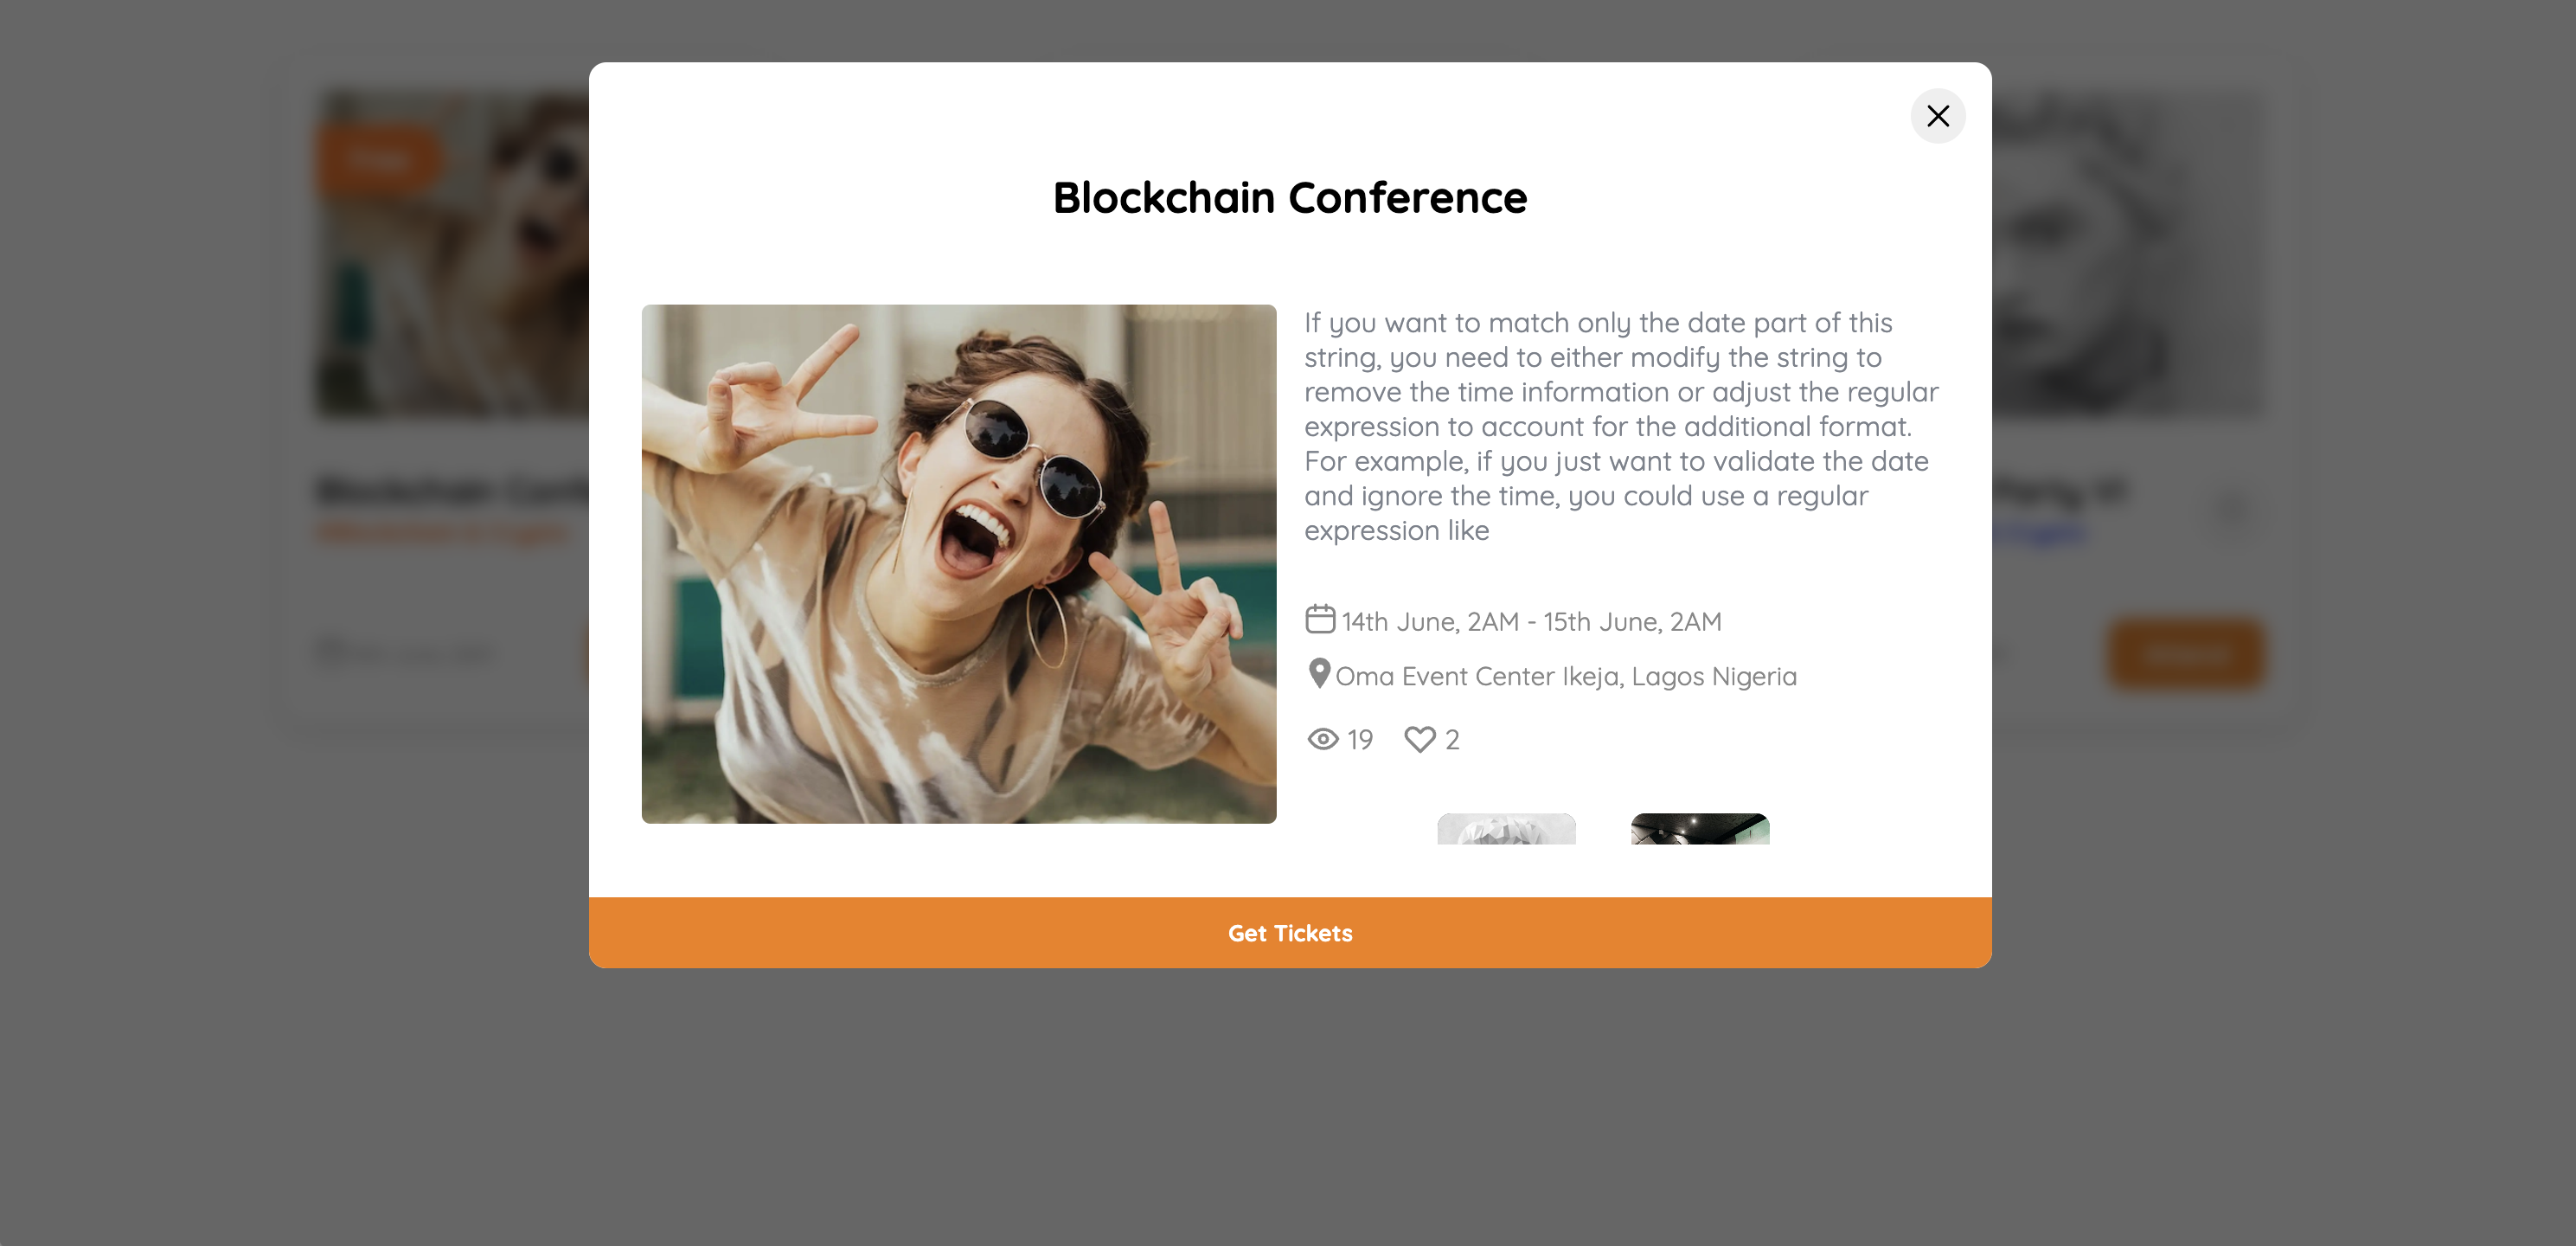 Blockchain Conference
If you want to match only the date part of this
string, you need to either modify the string to
remove the time information or adjust the regular
expression to account for the additional format.
For example, if you just want to validate the date
and ignore the time, you could use a regular
expression like
14th June, 2AM - 15th June, 2AM
Oma Event Center Ikeja, Lagos Nigeria
19 2
Get Tickets